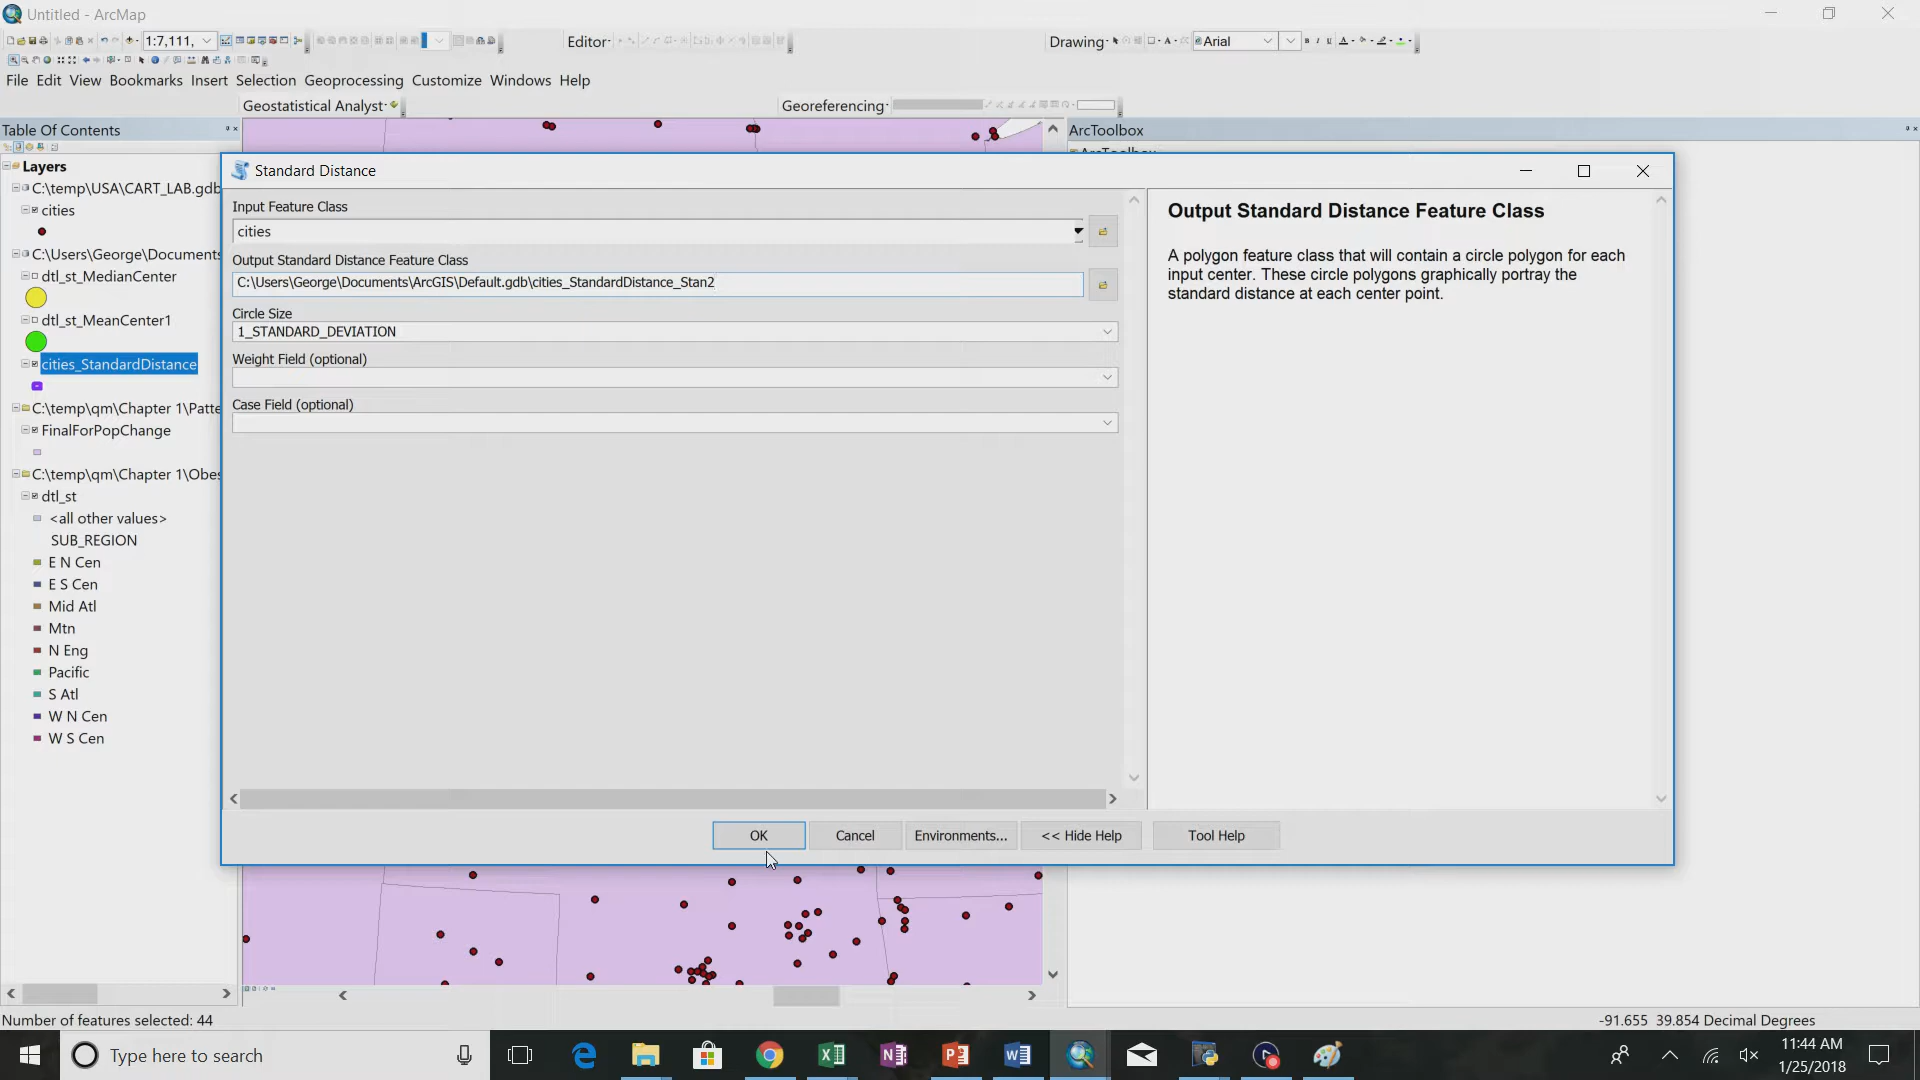 Untitled - ArcMap
1:7,111,
Editor
Drawing
Arial
File Edit View Bookmarks Insert Selection Geoprocessing Customize Windows Help
Geostatistical Analyst
Georeferencing
Table Of Contents
ArcToolbox
Layers
C:\temp\USA\CART_LAB.gdb
cities
C:\Users\George\Documents
dtl_st_MedianCenter
dtl_st_MeanCenter1
cities_StandardDistance
C:\temp\qm\Chapter 1\Patte
FinalForPopChange
C:\temp\qm\Chapter 1\Obes
dtl_st
<all other values>
SUB_REGION
E N Cen
E S Cen
Mid Atl
Mtn
N Eng
Pacific
S Atl
W N Cen
W S Cen
Standard Distance
Input Feature Class
cities
Output Standard Distance Feature Class
C:\Users\George\Documents\ArcGIS\Default.gdb\cities_StandardDistance_Stan2
Circle Size
1_STANDARD_DEVIATION
Weight Field (optional)
Case Field (optional)
Output Standard Distance Feature Class
A polygon feature class that will contain a circle polygon for each
input center. These circle polygons graphically portray the
standard distance at each center point.
OK
Cancel
Environments...
<< Hide Help
Tool Help
Number of features selected: 44
-91.655 39.854 Decimal Degrees
Type here to search
11:44 AM
1/25/2018